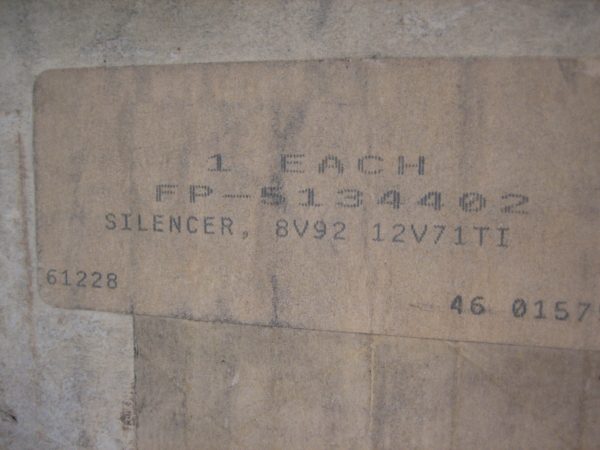 1 EACH
FP-5134402
SILENCER, 8V92 12V71TI
61228
46 0157